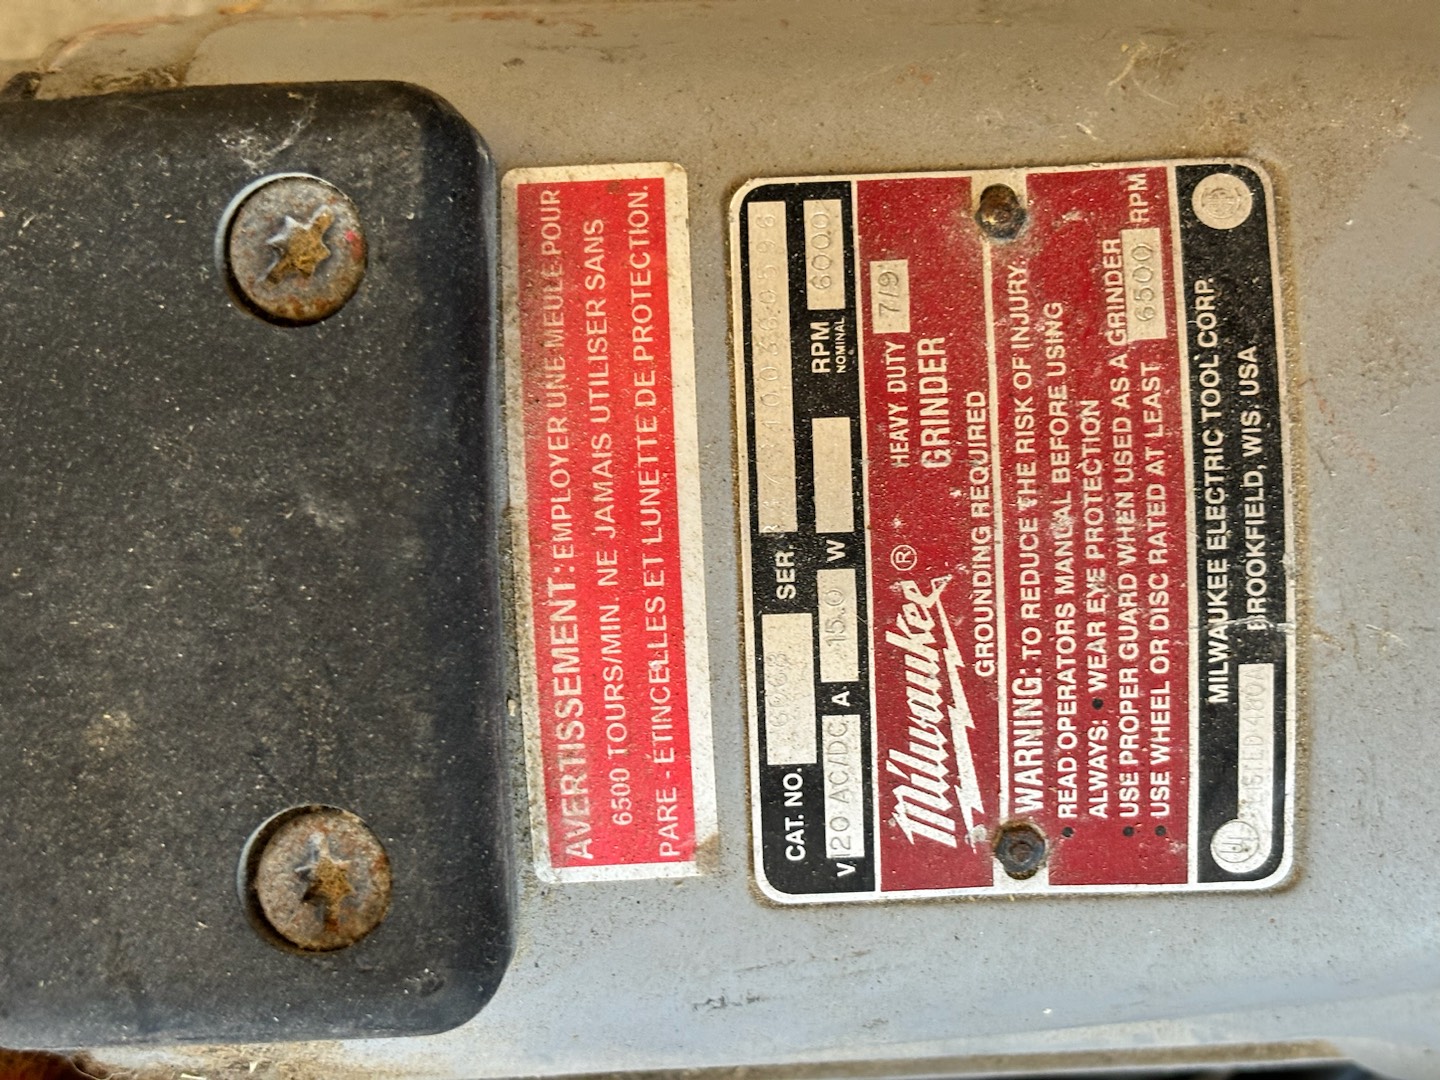 AVERTISSEMENT: EMPLOYER UNE MEULE POUR
6500 TOURS/MIN. NE JAMAIS UTILISER SANS
PARE-ÉTINCELLES ET LUNETTE DE PROTECTION.
CAT. NO. SER.
V 120 AC/DC A 15.0 W RPM NOMINAL 6000
Milwaukee ® HEAVY DUTY 7/9
GRINDER
GROUNDING REQUIRED
WARNING: TO REDUCE THE RISK OF INJURY.
• READ OPERATORS MANUAL BEFORE USING
ALWAYS: • WEAR EYE PROTECTION
• USE PROPER GUARD WHEN USED AS A GRINDER
• USE WHEEL OR DISC RATED AT LEAST 6500 RPM
MILWAUKEE ELECTRIC TOOL CORP.
BROOKFIELD, WIS. USA